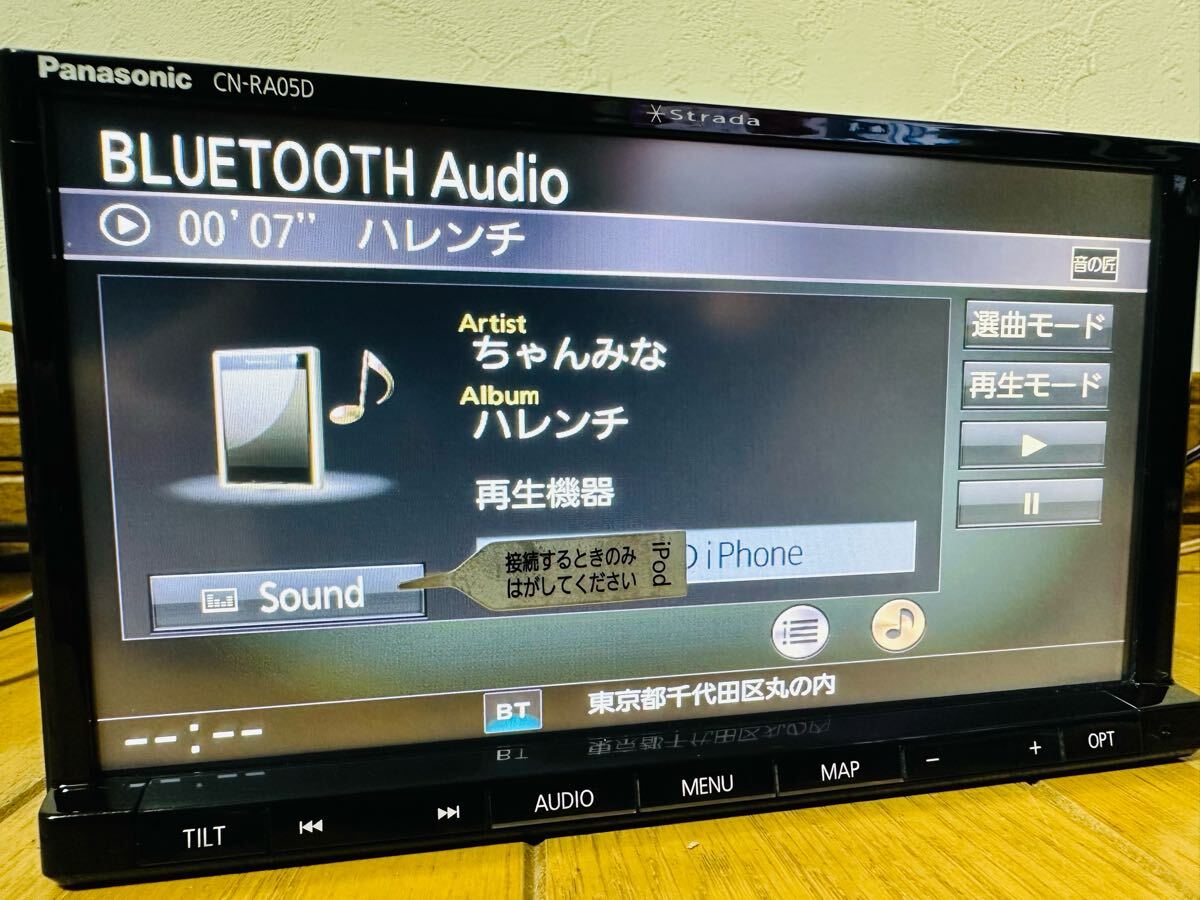 Panasonic CN-RA05D
Strada
BLUETOOTH Audio
00'07" ハレンチ
音の匠
Artist
ちゃんみな
Album
ハレンチ
再生機器
iPhone
選曲モード
再生モード
接続するときのみ
はがしてください
iPod
Sound
--:--
BT
東京都千代田区丸の内
TILT
AUDIO
MENU
MAP
- +
OPT